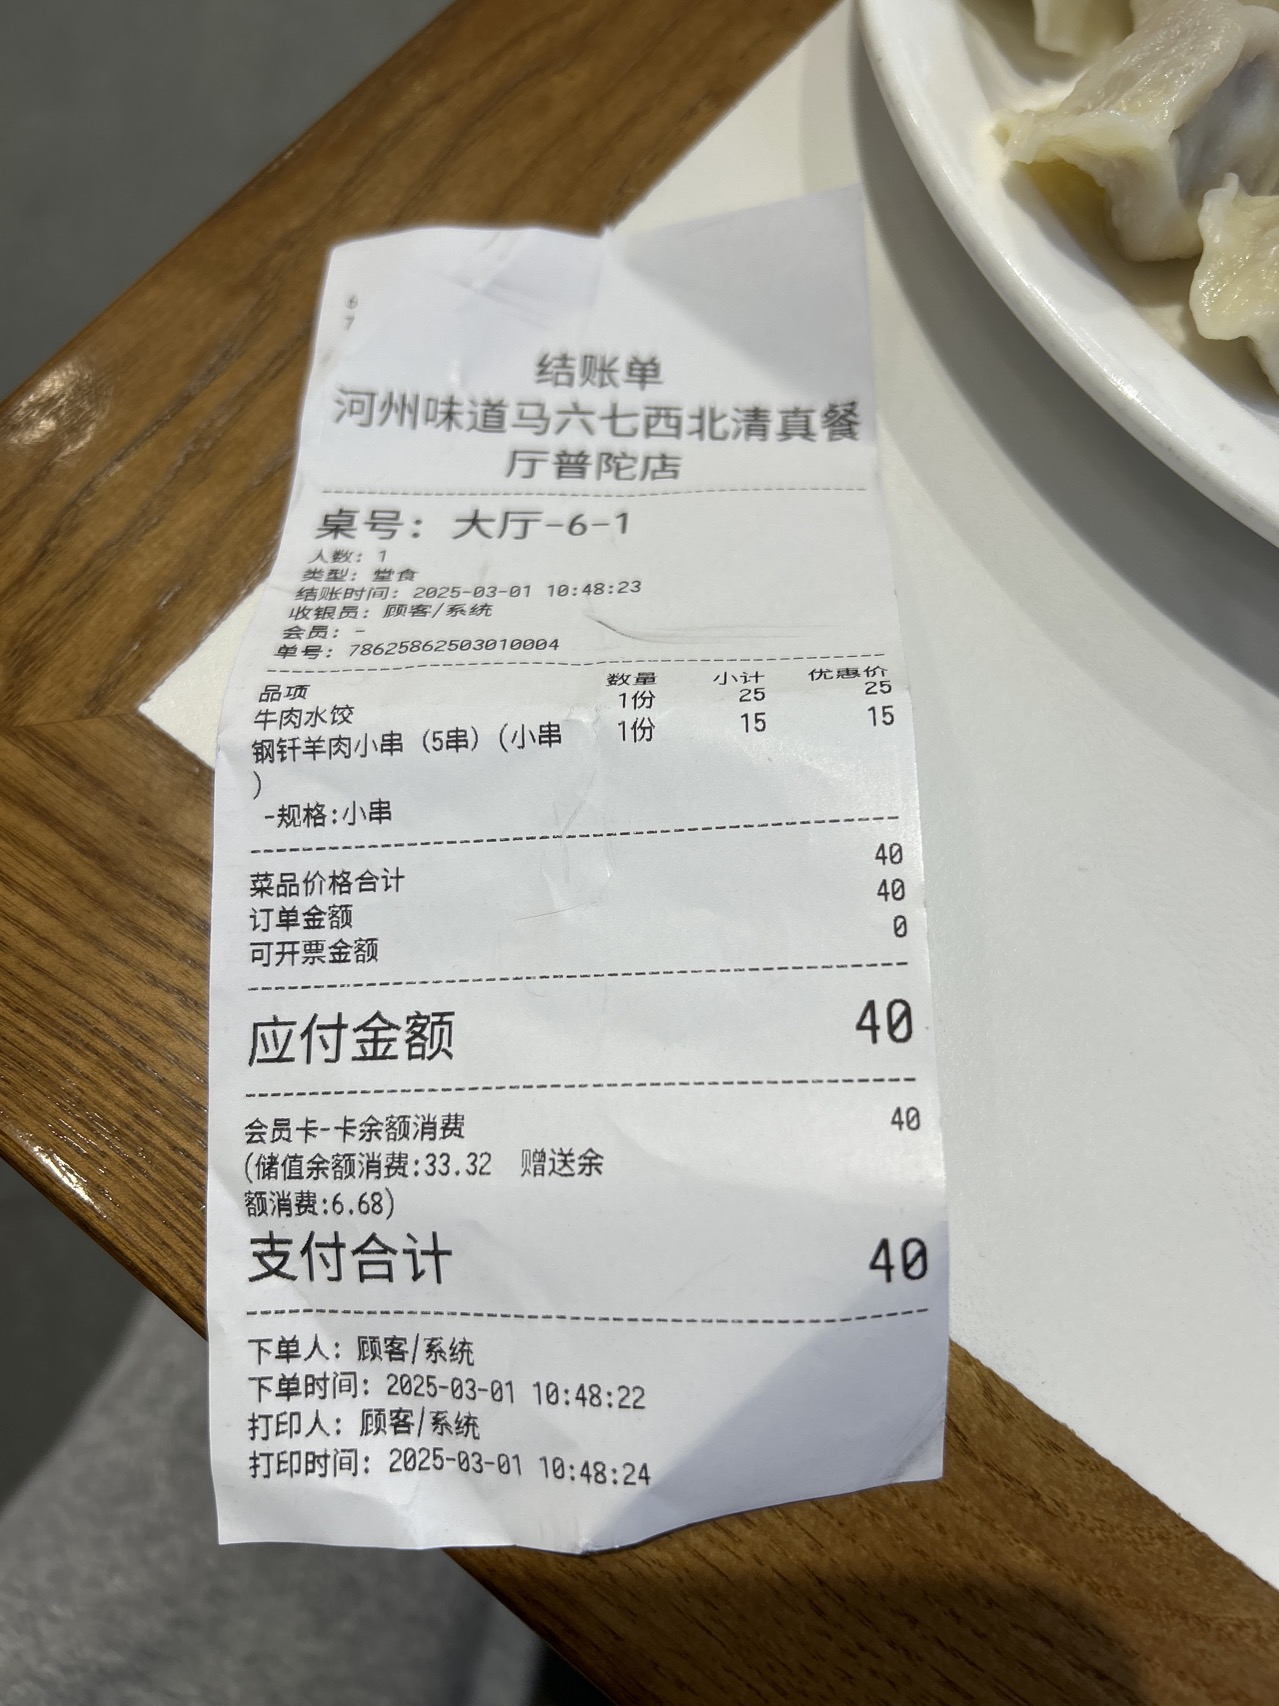 6
7
结账单
河州味道马六七西北清真餐
厅普陀店
桌号：大厅-6-1
人数：1
类型：堂食
结账时间：2025-03-01 10:48:23
收银员：顾客/系统
会员：-
单号：78625862503010004
品项 数量 小计 优惠价
牛肉水饺 1份 25 25
钢钎羊肉小串（5串）（小串 1份 15 15
）
-规格:小串
菜品价格合计 40
订单金额 40
可开票金额 0
应付金额 40
会员卡-卡余额消费 40
(储值余额消费:33.32 赠送余
额消费:6.68)
支付合计 40
下单人：顾客/系统
下单时间：2025-03-01 10:48:22
打印人：顾客/系统
打印时间：2025-03-01 10:48:24